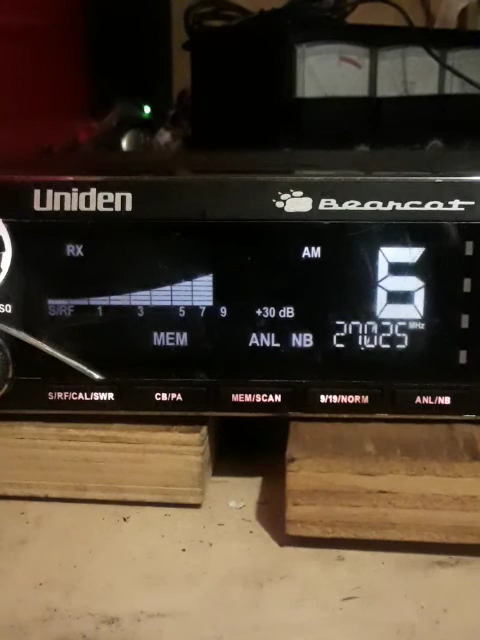 Uniden Bearcat
RX AM
6
S/RF 1 3 5 7 9 +30 dB
SQ
MEM ANL NB 27.025 MHz
S/RF/CAL/SWR CB/PA MEM/SCAN 9/19/NORM ANL/NB